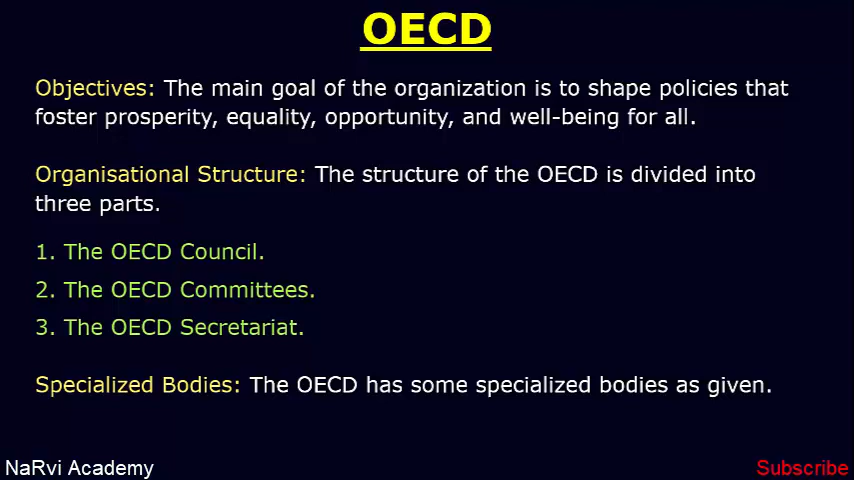 OECD
Objectives: The main goal of the organization is to shape policies that
foster prosperity, equality, opportunity, and well-being for all.
Organisational Structure: The structure of the OECD is divided into
three parts.
1. The OECD Council.
2. The OECD Committees.
3. The OECD Secretariat.
Specialized Bodies: The OECD has some specialized bodies as given.
NaRvi Academy
Subscribe